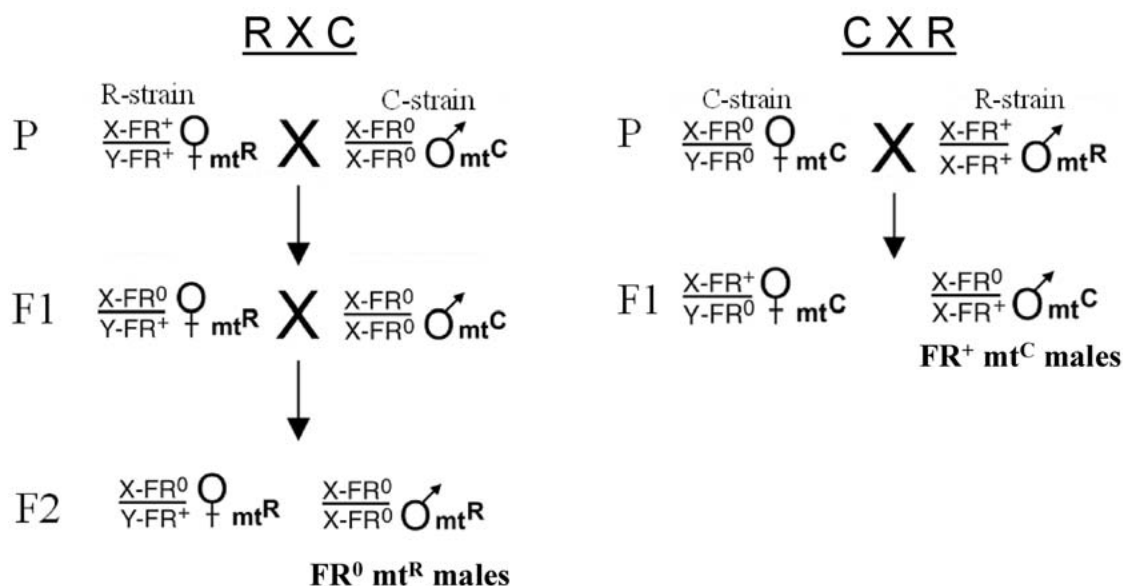 R X C
R-strain C-strain
P X-FR⁺ ♀ mtᴿ X X-FR⁰ ♂ mtᶜ
Y-FR⁺ X-FR⁰
F1 X-FR⁰ ♀ mtᴿ X X-FR⁰ ♂ mtᶜ
Y-FR⁺ X-FR⁰
F2 X-FR⁰ ♀ mtᴿ X-FR⁰ ♂ mtᴿ
Y-FR⁺ X-FR⁰
FR⁰ mtᴿ males
C X R
C-strain R-strain
P X-FR⁰ ♀ mtᶜ X X-FR⁺ ♂ mtᴿ
Y-FR⁰ X-FR⁺
F1 X-FR⁺ ♀ mtᶜ X-FR⁰ ♂ mtᶜ
Y-FR⁰ X-FR⁺
FR⁺ mtᶜ males